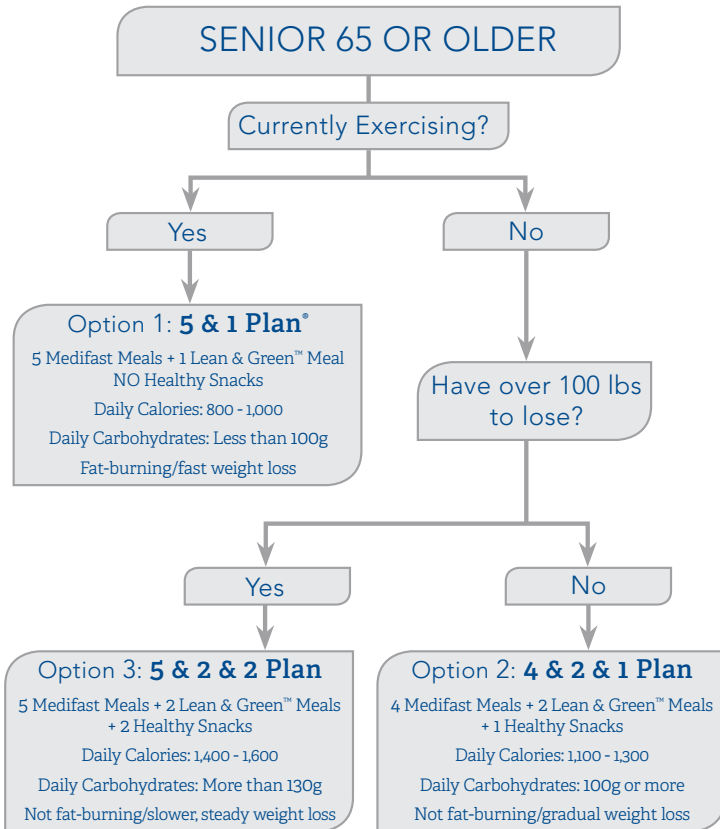 SENIOR 65 OR OLDER
Currently Exercising?
Yes
No
Option 1: 5 & 1 Plan®
5 Medifast Meals + 1 Lean & Green™ Meal
NO Healthy Snacks
Daily Calories: 800 - 1,000
Daily Carbohydrates: Less than 100g
Fat-burning/fast weight loss
Have over 100 lbs
to lose?
Yes
No
Option 3: 5 & 2 & 2 Plan
5 Medifast Meals + 2 Lean & Green™ Meals
+ 2 Healthy Snacks
Daily Calories: 1,400 - 1,600
Daily Carbohydrates: More than 130g
Not fat-burning/slower, steady weight loss
Option 2: 4 & 2 & 1 Plan
4 Medifast Meals + 2 Lean & Green™ Meals
+ 1 Healthy Snacks
Daily Calories: 1,100 - 1,300
Daily Carbohydrates: 100g or more
Not fat-burning/gradual weight loss